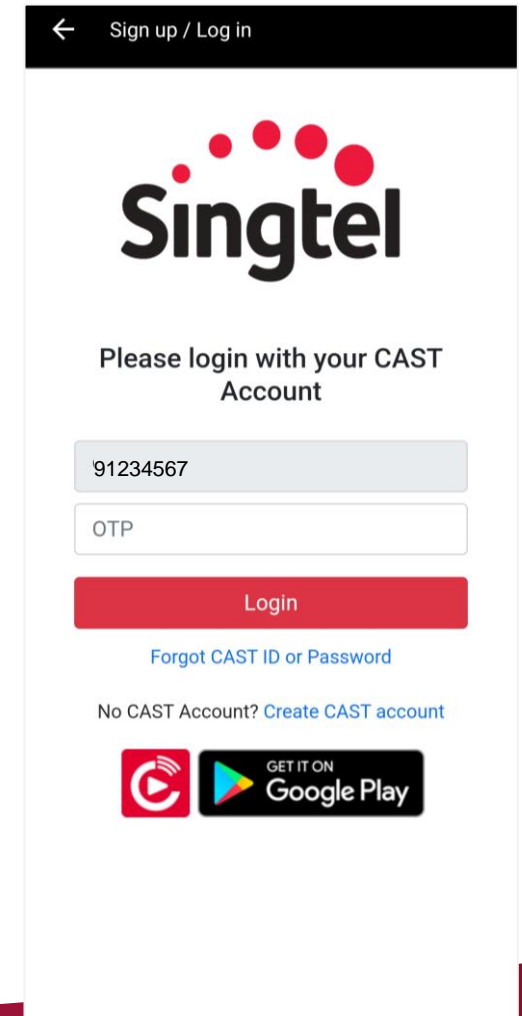 Sign up / Log in
Singtel
Please login with your CAST
Account
'91234567
OTP
Login
Forgot CAST ID or Password
No CAST Account? Create CAST account
GET IT ON
Google Play